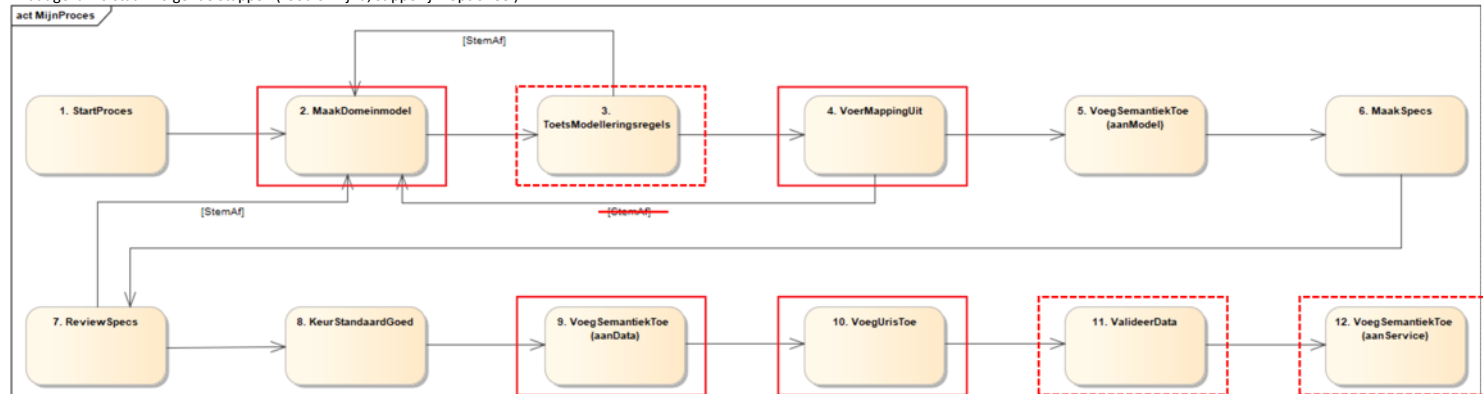 act MijnProces
[StemAf]
1. StartProces
2. MaakDomeinmodel
3.
ToetsModelleringsregels
4. VoerMappingUit
5. VoegSemantiekToe
(aanModel)
6. MaakSpecs
[StemAf]
[StemAf]
7. ReviewSpecs
8. KeurStandaardGoed
9. VoegSemantiekToe
(aanData)
10. VoegUrisToe
11. ValideerData
12. VoegSemantiekToe
(aanService)